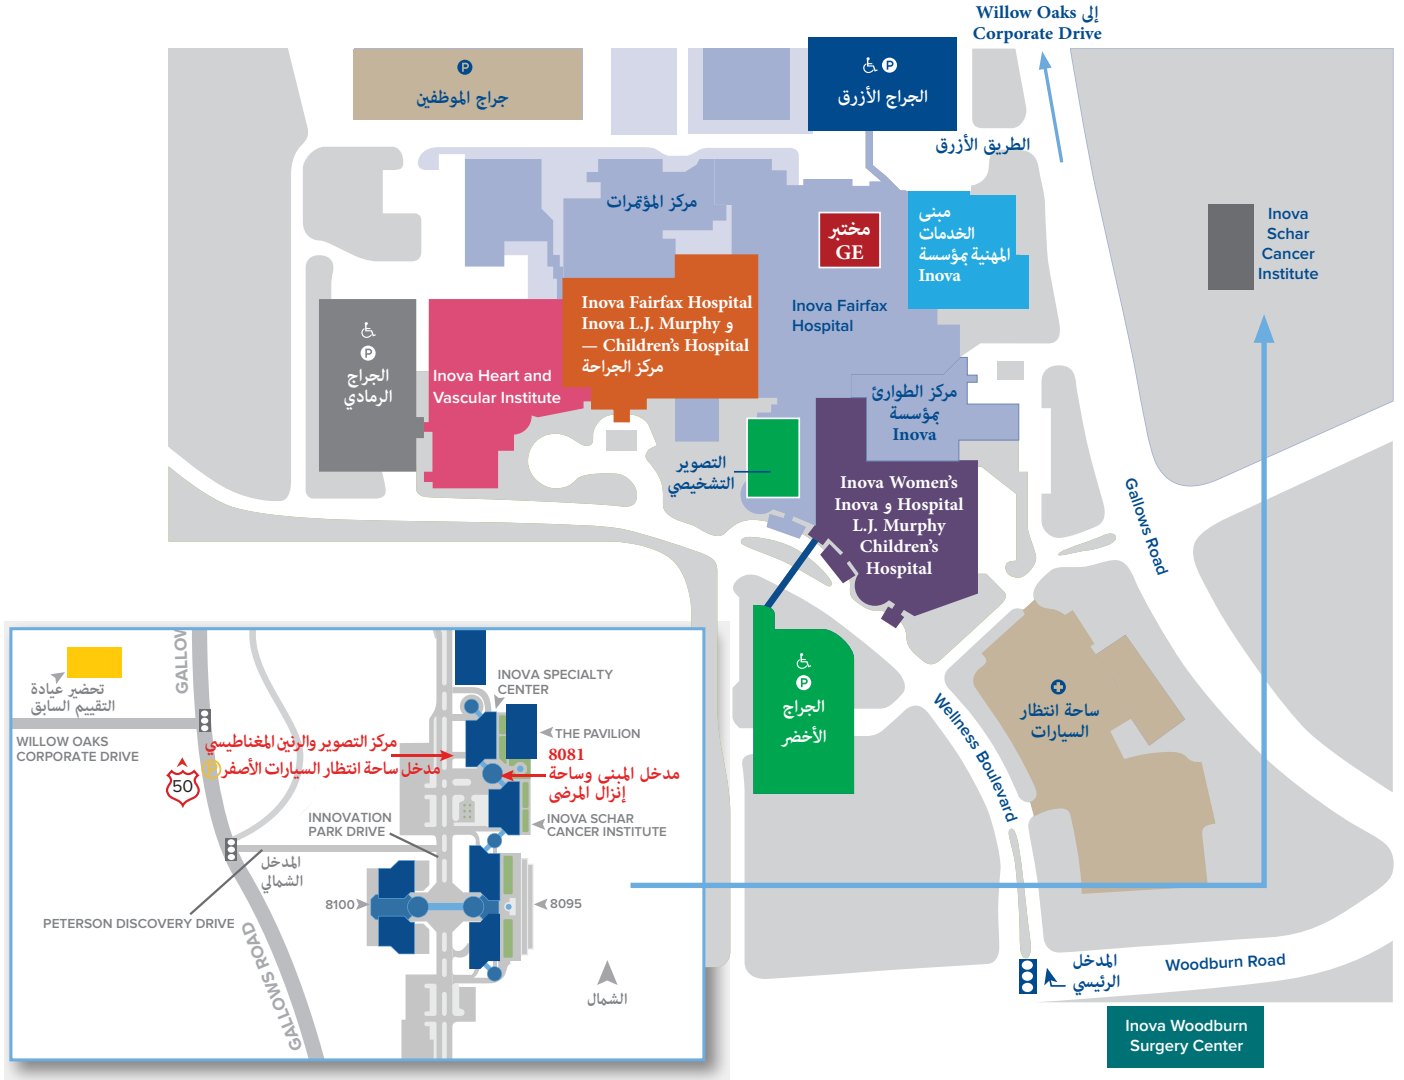 إلى Willow Oaks
Corporate Drive
P
جراج الموظفين
P
الجراج الأزرق
الطريق الأزرق
مركز المؤتمرات
مختبر
GE
مبنى
الخدمات
المهنية بمؤسسة
Inova
Inova
Schar
Cancer
Institute
Inova Fairfax Hospital
و Inova L.J. Murphy
Children's Hospital —
مركز الجراحة
Inova Fairfax
Hospital
P
الجراج
الرمادي
Inova Heart and
Vascular Institute
مركز الطوارئ
بمؤسسة
Inova
التصوير
التشخيصي
Inova Women's
Hospital و Inova
L.J. Murphy
Children's
Hospital
Gallows Road
P
الجراج
الأخضر
ساحة انتظار
السيارات
Wellness Boulevard
المدخل
الرئيسي
Woodburn Road
Inova Woodburn
Surgery Center
GALLOW
تحضير عيادة
التقييم السابق
WILLOW OAKS
CORPORATE DRIVE
INOVA SPECIALTY
CENTER
THE PAVILION
مركز التصوير والرنين المغناطيسي
مدخل ساحة انتظار السيارات الأصفر
P
50
8081
مدخل المبنى وساحة
إنزال المرضى
INNOVATION
PARK DRIVE
INOVA SCHAR
CANCER INSTITUTE
المدخل
الشمالي
PETERSON DISCOVERY DRIVE
8100
8095
GALLOWS ROAD
الشمال